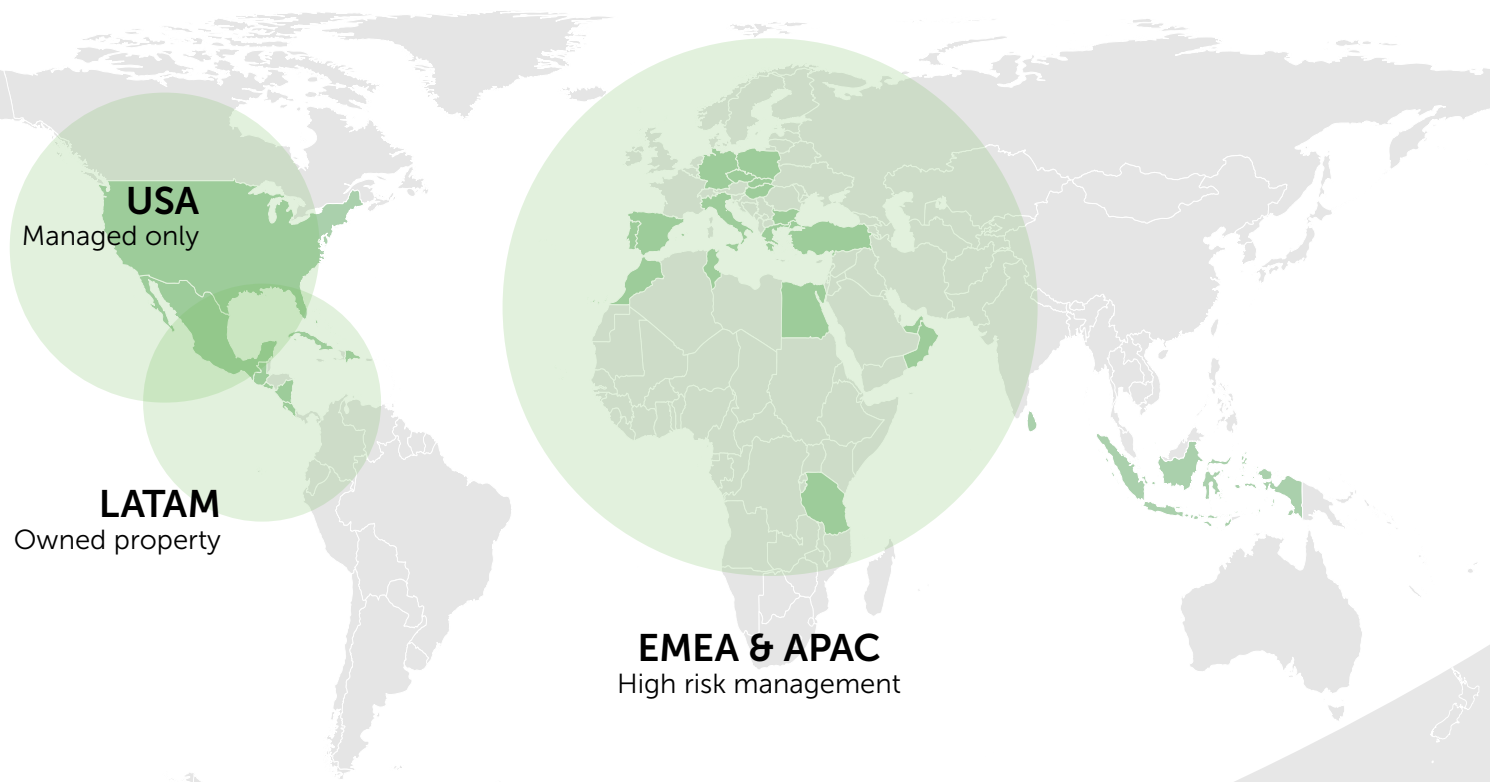 USA
Managed only
LATAM
Owned property
EMEA & APAC
High risk management